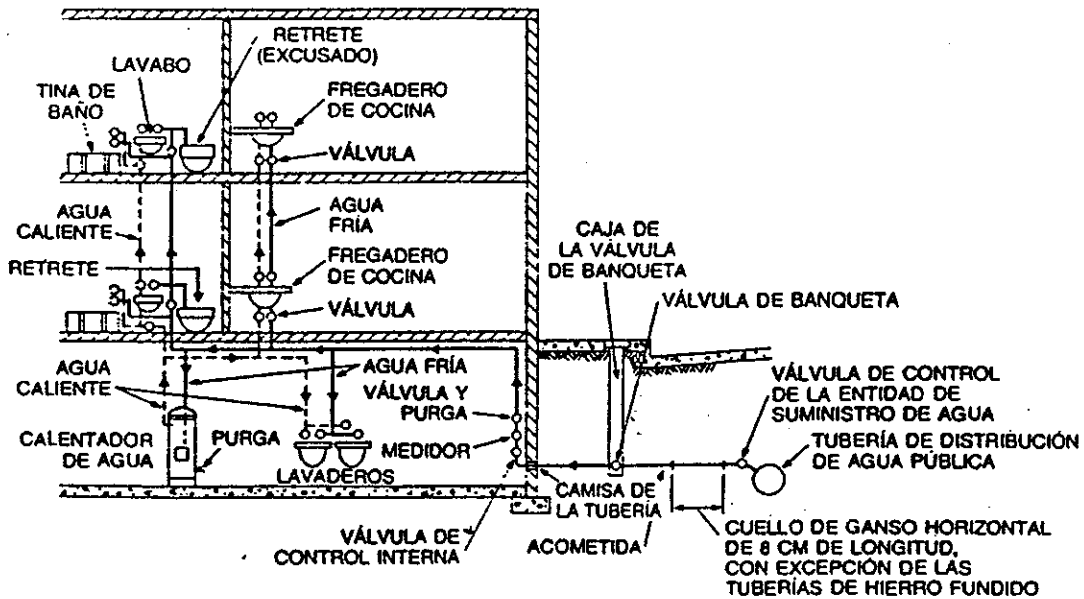 RETRETE
(EXCUSADO)
LAVABO
TINA DE
BAÑO
FREGADERO
DE COCINA
VÁLVULA
AGUA
CALIENTE
AGUA
FRÍA
RETRETE
FREGADERO
DE COCINA
VÁLVULA
CAJA DE
LA VÁLVULA
DE BANQUETA
VÁLVULA DE BANQUETA
AGUA
CALIENTE
AGUA FRÍA
VÁLVULA Y
PURGA
VÁLVULA DE CONTROL
DE LA ENTIDAD DE
SUMINISTRO DE AGUA
CALENTADOR
DE AGUA
PURGA
MEDIDOR
LAVADEROS
TUBERÍA DE DISTRIBUCIÓN
DE AGUA PÚBLICA
CAMISA DE
LA TUBERÍA
VÁLVULA DE
CONTROL INTERNA
ACOMETIDA
CUELLO DE GANSO HORIZONTAL
DE 8 CM DE LONGITUD,
CON EXCEPCIÓN DE LAS
TUBERÍAS DE HIERRO FUNDIDO